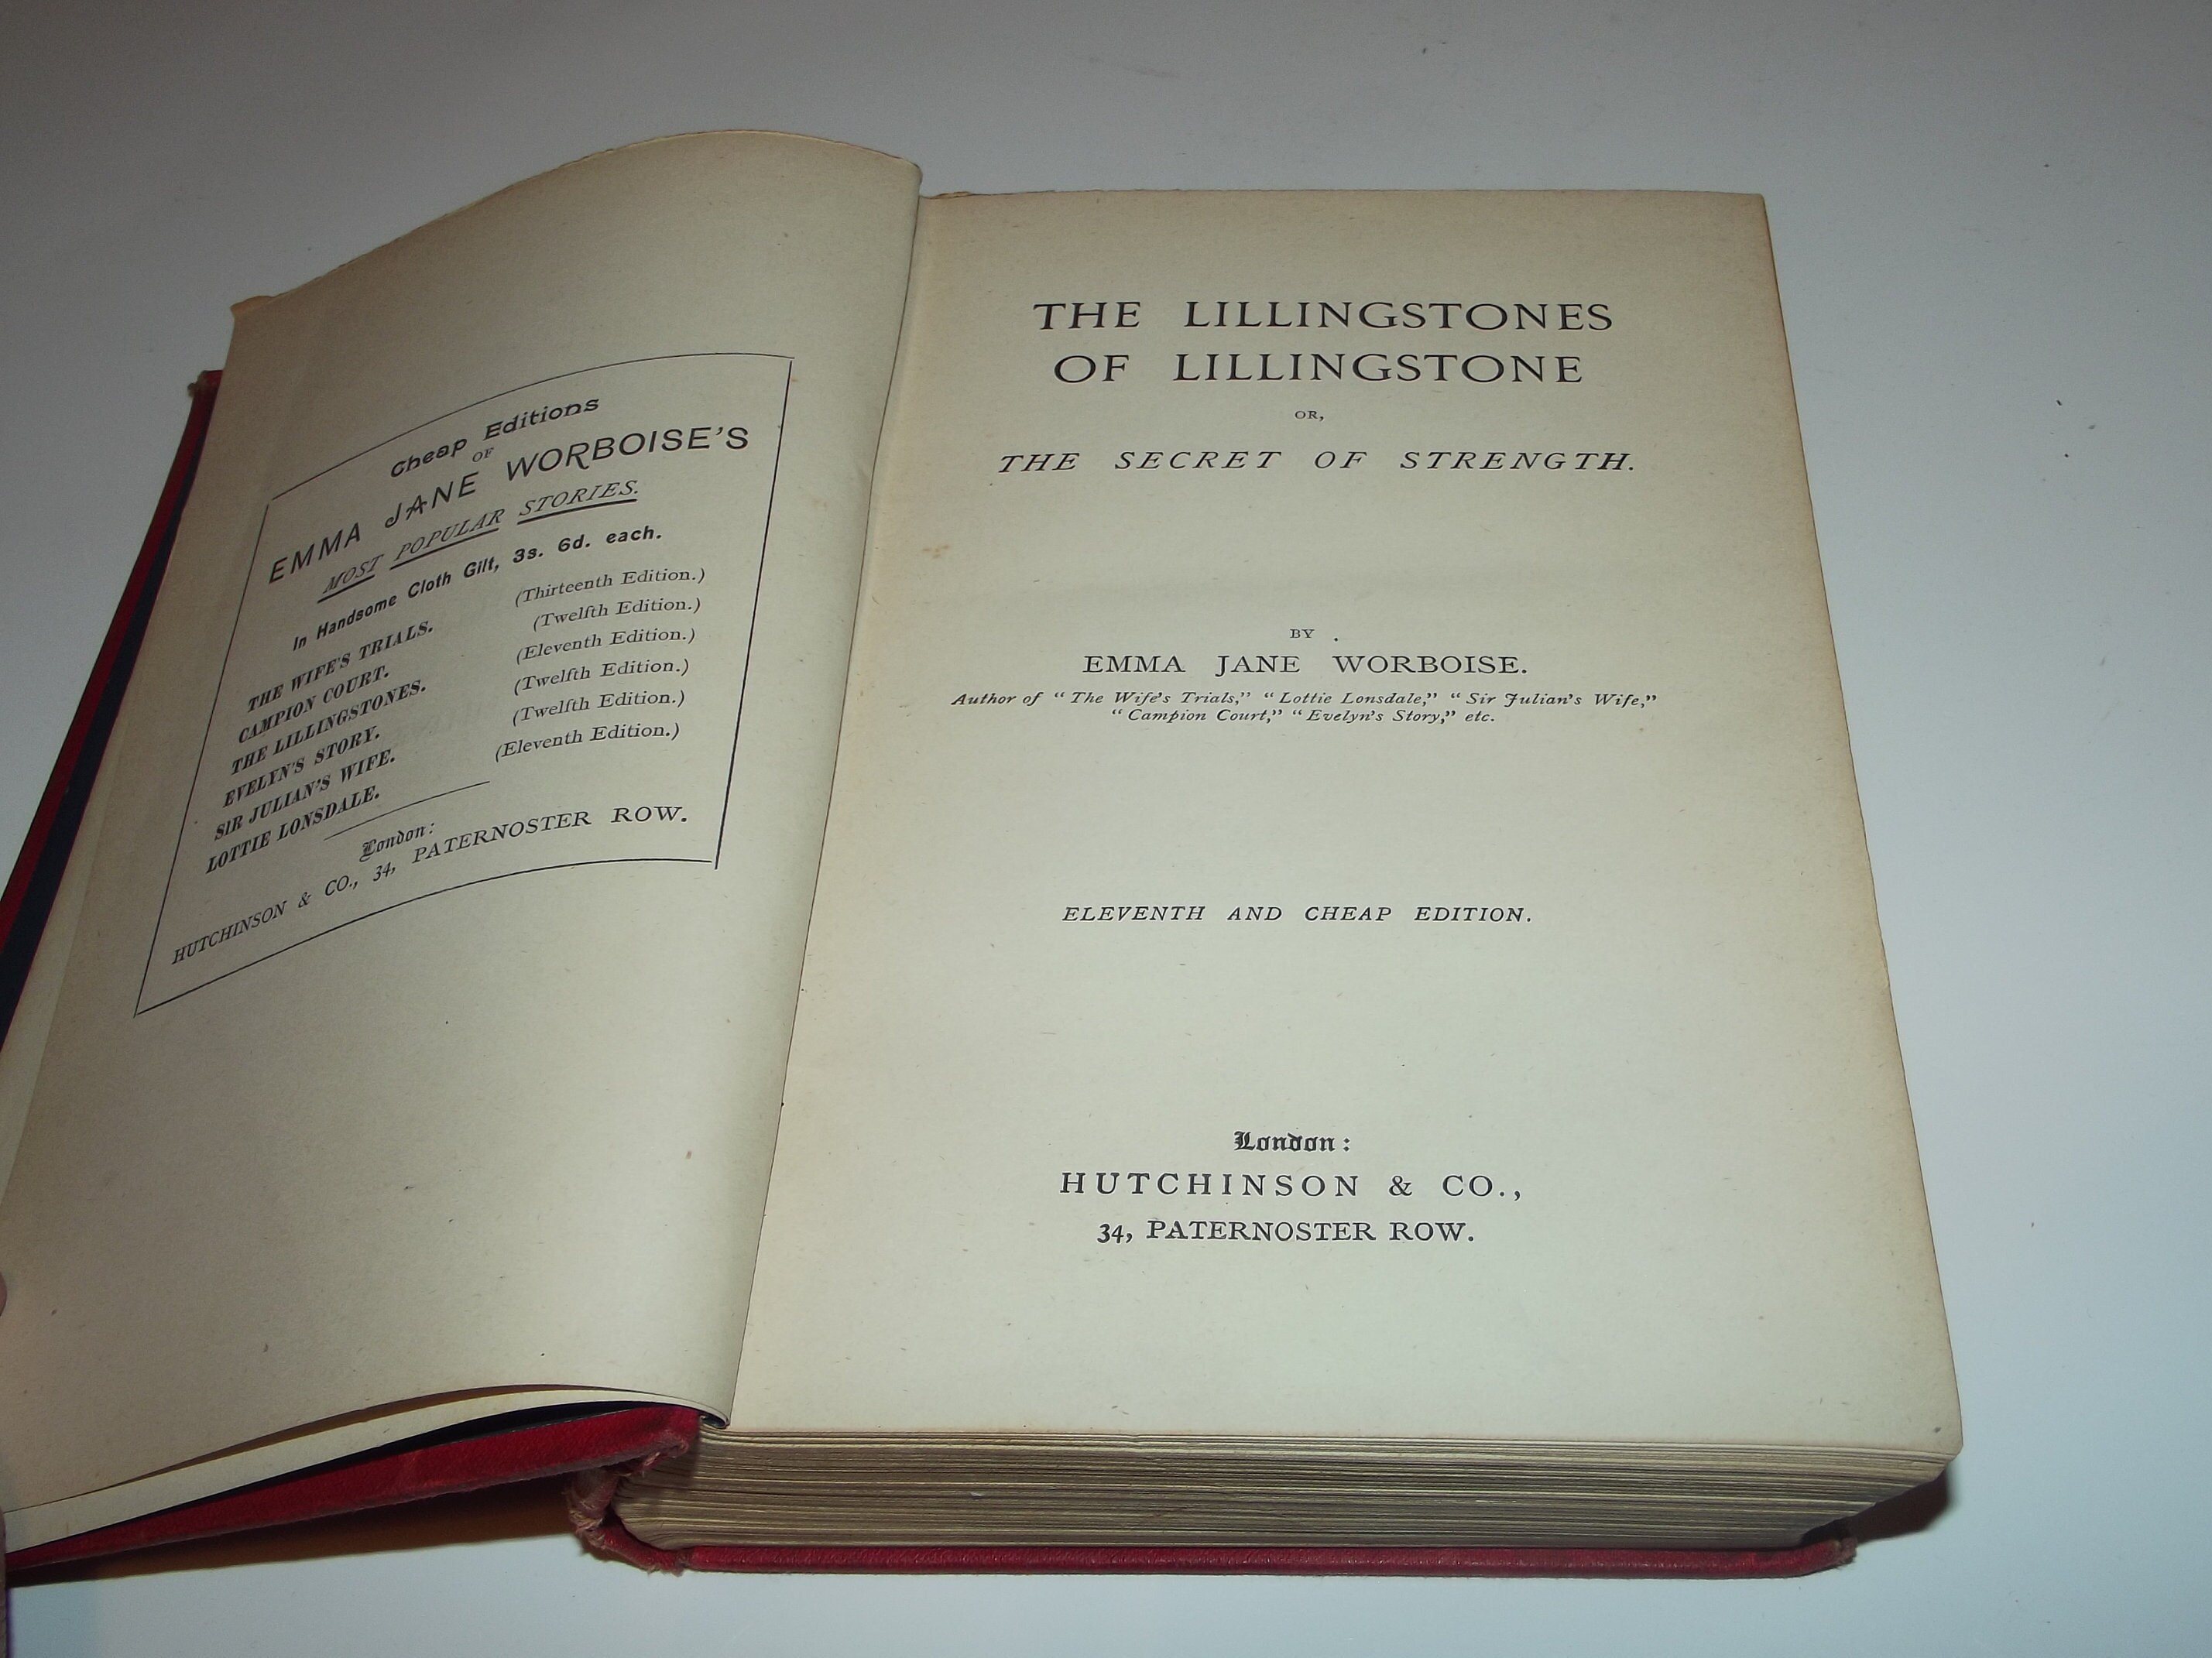 Cheap Editions
OF
EMMA JANE WORBOISE'S
MOST POPULAR STORIES.
In Handsome Cloth Gilt, 3s. 6d. each.
THE WIFE'S TRIALS. (Thirteenth Edition.)
CAMPION COURT. (Twelfth Edition.)
THE LILLINGSTONES. (Eleventh Edition.)
EVELYN'S STORY. (Twelfth Edition.)
SIR JULIAN'S WIFE. (Twelfth Edition.)
LOTTIE LONSDALE. (Eleventh Edition.)
London:
HUTCHINSON & CO., 34, PATERNOSTER ROW.
THE LILLINGSTONES
OF LILLINGSTONE
OR,
THE SECRET OF STRENGTH.
BY
EMMA JANE WORBOISE.
Author of "The Wife's Trials," "Lottie Lonsdale," "Sir Julian's Wife,"
"Campion Court," "Evelyn's Story," etc.
ELEVENTH AND CHEAP EDITION.
London:
HUTCHINSON & CO.,
34, PATERNOSTER ROW.